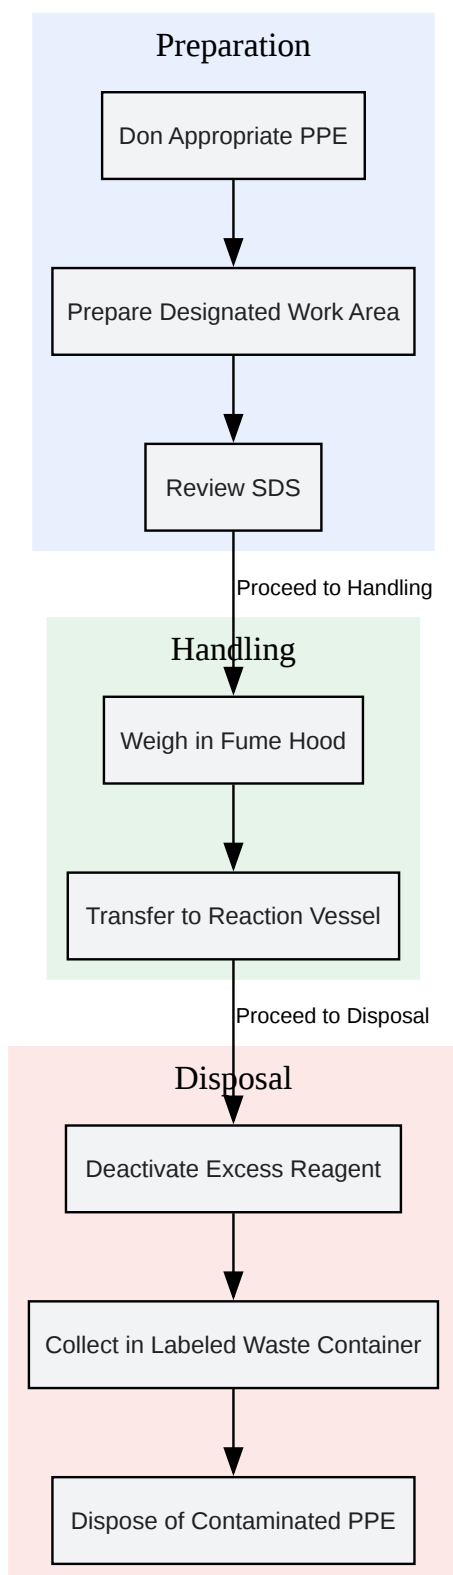 Preparation
Don Appropriate PPE
Prepare Designated Work Area
Review SDS
Proceed to Handling
Handling
Weigh in Fume Hood
Transfer to Reaction Vessel
Proceed to Disposal
Disposal
Deactivate Excess Reagent
Collect in Labeled Waste Container
Dispose of Contaminated PPE